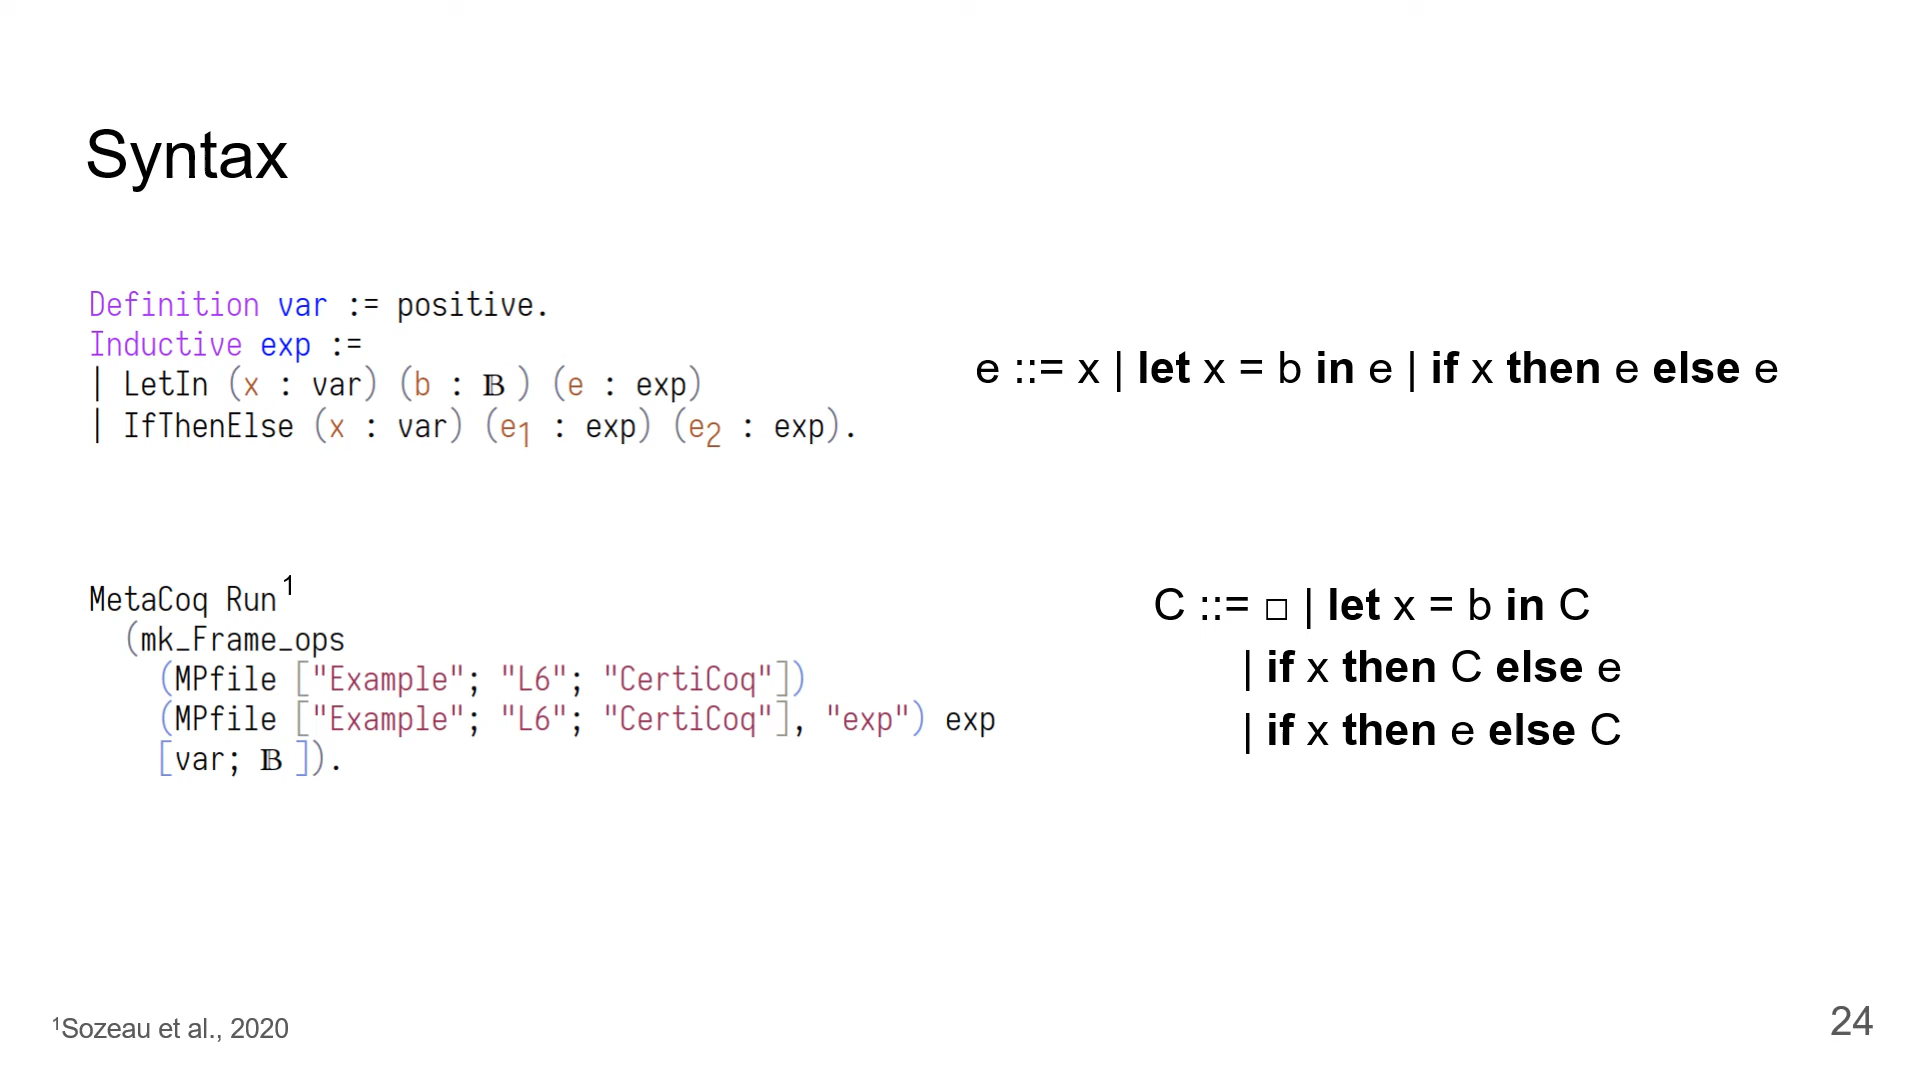 Syntax
Definition var := positive.
Inductive exp :=
| LetIn (x : var) (b : 𝔹 ) (e : exp)
| IfThenElse (x : var) (e₁ : exp) (e₂ : exp).
e ::= x | let x = b in e | if x then e else e
MetaCoq Run¹
(mk_Frame_ops
(MPfile ["Example"; "L6"; "CertiCoq"])
(MPfile ["Example"; "L6"; "CertiCoq"], "exp") exp
[var; 𝔹 ]).
C ::= □ | let x = b in C
| if x then C else e
| if x then e else C
¹Sozeau et al., 2020
24